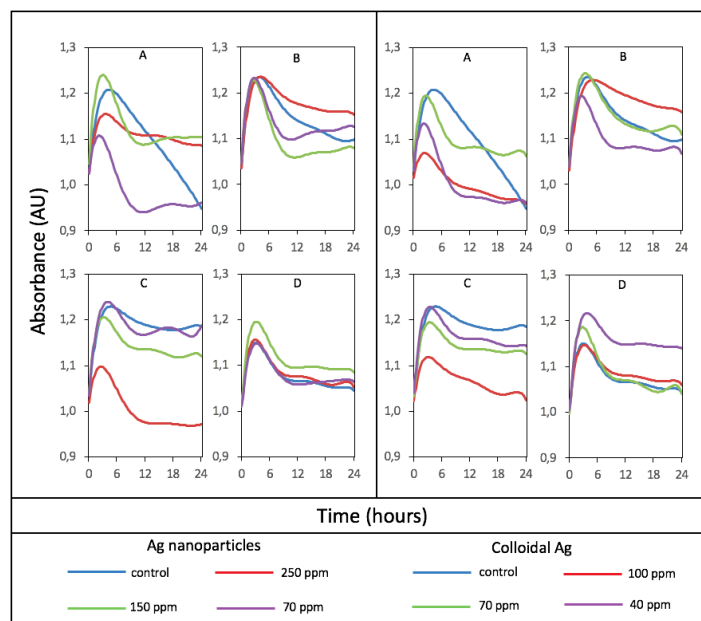 Absorbance (AU)
A
1,3
1,2
1,1
1,0
0,9
0 6 12 18 24
B
1,3
1,2
1,1
1,0
0,9
0 6 12 18 24
A
1,3
1,2
1,1
1,0
0,9
0 6 12 18 24
B
1,3
1,2
1,1
1,0
0,9
0 6 12 18 24
C
1,3
1,2
1,1
1,0
0,9
0 6 12 18 24
D
1,3
1,2
1,1
1,0
0,9
0 6 12 18 24
C
1,3
1,2
1,1
1,0
0,9
0 6 12 18 24
D
1,3
1,2
1,1
1,0
0,9
0 6 12 18 24
Time (hours)
Ag nanoparticles
control 250 ppm
150 ppm 70 ppm
Colloidal Ag
control 100 ppm
70 ppm 40 ppm